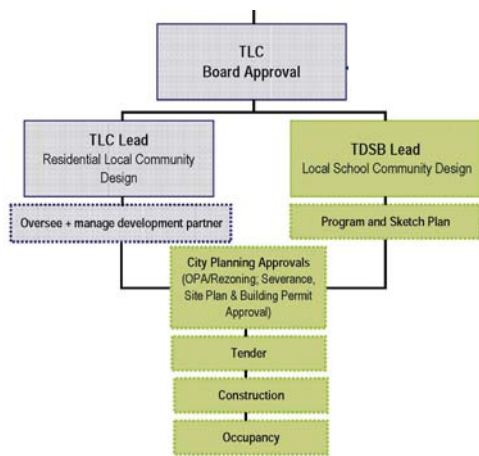 TLC
Board Approval
TLC Lead
Residential Local Community
Design
TDSB Lead
Local School Community Design
Oversee + manage development partner
Program and Sketch Plan
City Planning Approvals
(OPA/Rezoning; Severance,
Site Plan & Building Permit
Approval)
Tender
Construction
Occupancy